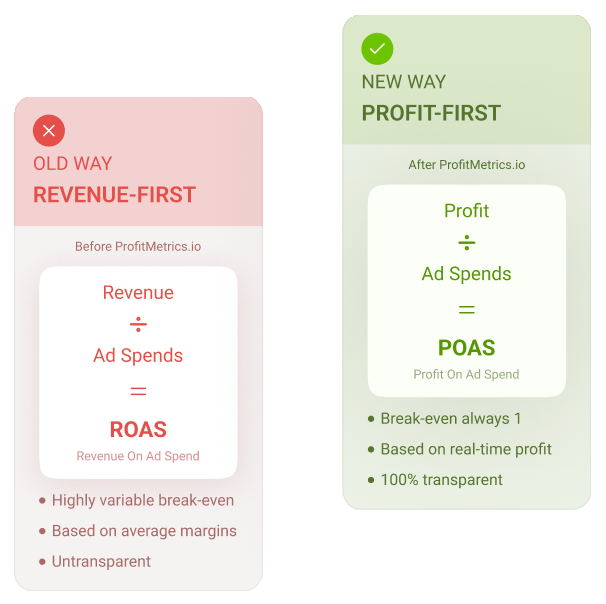 OLD WAY
REVENUE-FIRST
Before ProfitMetrics.io
Revenue
÷
Ad Spends
=
ROAS
Revenue On Ad Spend
• Highly variable break-even
• Based on average margins
• Untransparent
NEW WAY
PROFIT-FIRST
After ProfitMetrics.io
Profit
÷
Ad Spends
=
POAS
Profit On Ad Spend
• Break-even always 1
• Based on real-time profit
• 100% transparent